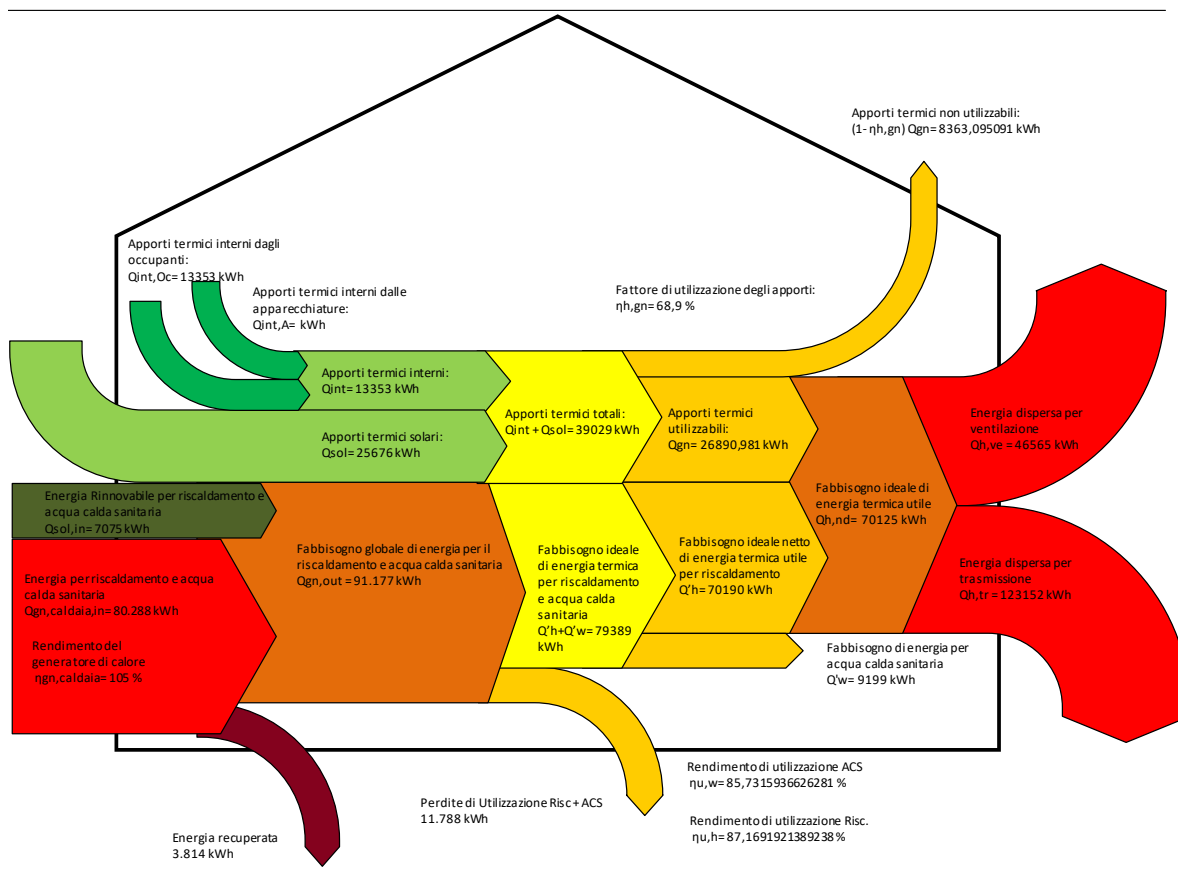 Apporti termici non utilizzabili:
(1- ηh,gn) Qgn= 8363,095091 kWh
Apporti termici interni dagli
occupanti:
Qint,Oc= 13353 kWh
Apporti termici interni dalle
apparecchiature:
Qint,A= kWh
Fattore di utilizzazione degli apporti:
ηh,gn= 68,9 %
Apporti termici interni:
Qint= 13353 kWh
Apporti termici solari:
Qsol= 25676 kWh
Apporti termici totali:
Qint + Qsol= 39029 kWh
Apporti termici
utilizzabili:
Qgn= 26890,981 kWh
Energia dispersa per
ventilazione
Qh,ve = 46565 kWh
Energia Rinnovabile per riscaldamento e
acqua calda sanitaria
Qsol,in= 7075 kWh
Fabbisogno ideale di
energia termica utile
Qh,nd= 70125 kWh
Energia per riscaldamento e acqua
calda sanitaria
Qgn,caldaia,in= 80.288 kWh
Rendimento del
generatore di calore
ηgn,caldaia= 105 %
Fabbisogno globale di energia per il
riscaldamento e acqua calda sanitaria
Qgn,out = 91.177 kWh
Fabbisogno ideale
di energia termica
per riscaldamento
e acqua calda
sanitaria
Q’h+Q’w= 79389
kWh
Fabbisogno ideale netto
di energia termica utile
per riscaldamento
Q’h= 70190 kWh
Energia dispersa per
trasmissione
Qh,tr= 123152 kWh
Fabbisogno di energia per
acqua calda sanitaria
Q'w= 9199 kWh
Rendimento di utilizzazione ACS
ηu,w= 85,7315936626281 %
Perdite di Utilizzazione Risc + ACS
11.788 kWh
Rendimento di utilizzazione Risc.
ηu,h= 87,1691921389238 %
Energia recuperata
3.814 kWh